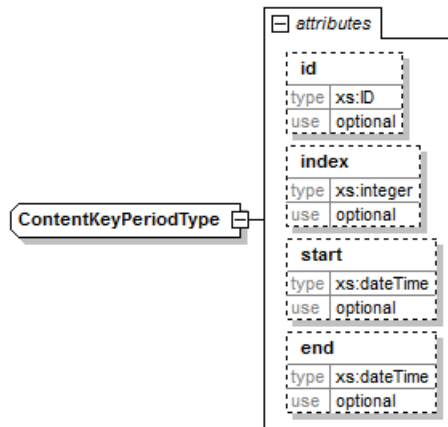 attributes
id
type xs:ID
use optional
index
type xs:integer
use optional
ContentKeyPeriodType
start
type xs:dateTime
use optional
end
type xs:dateTime
use optional